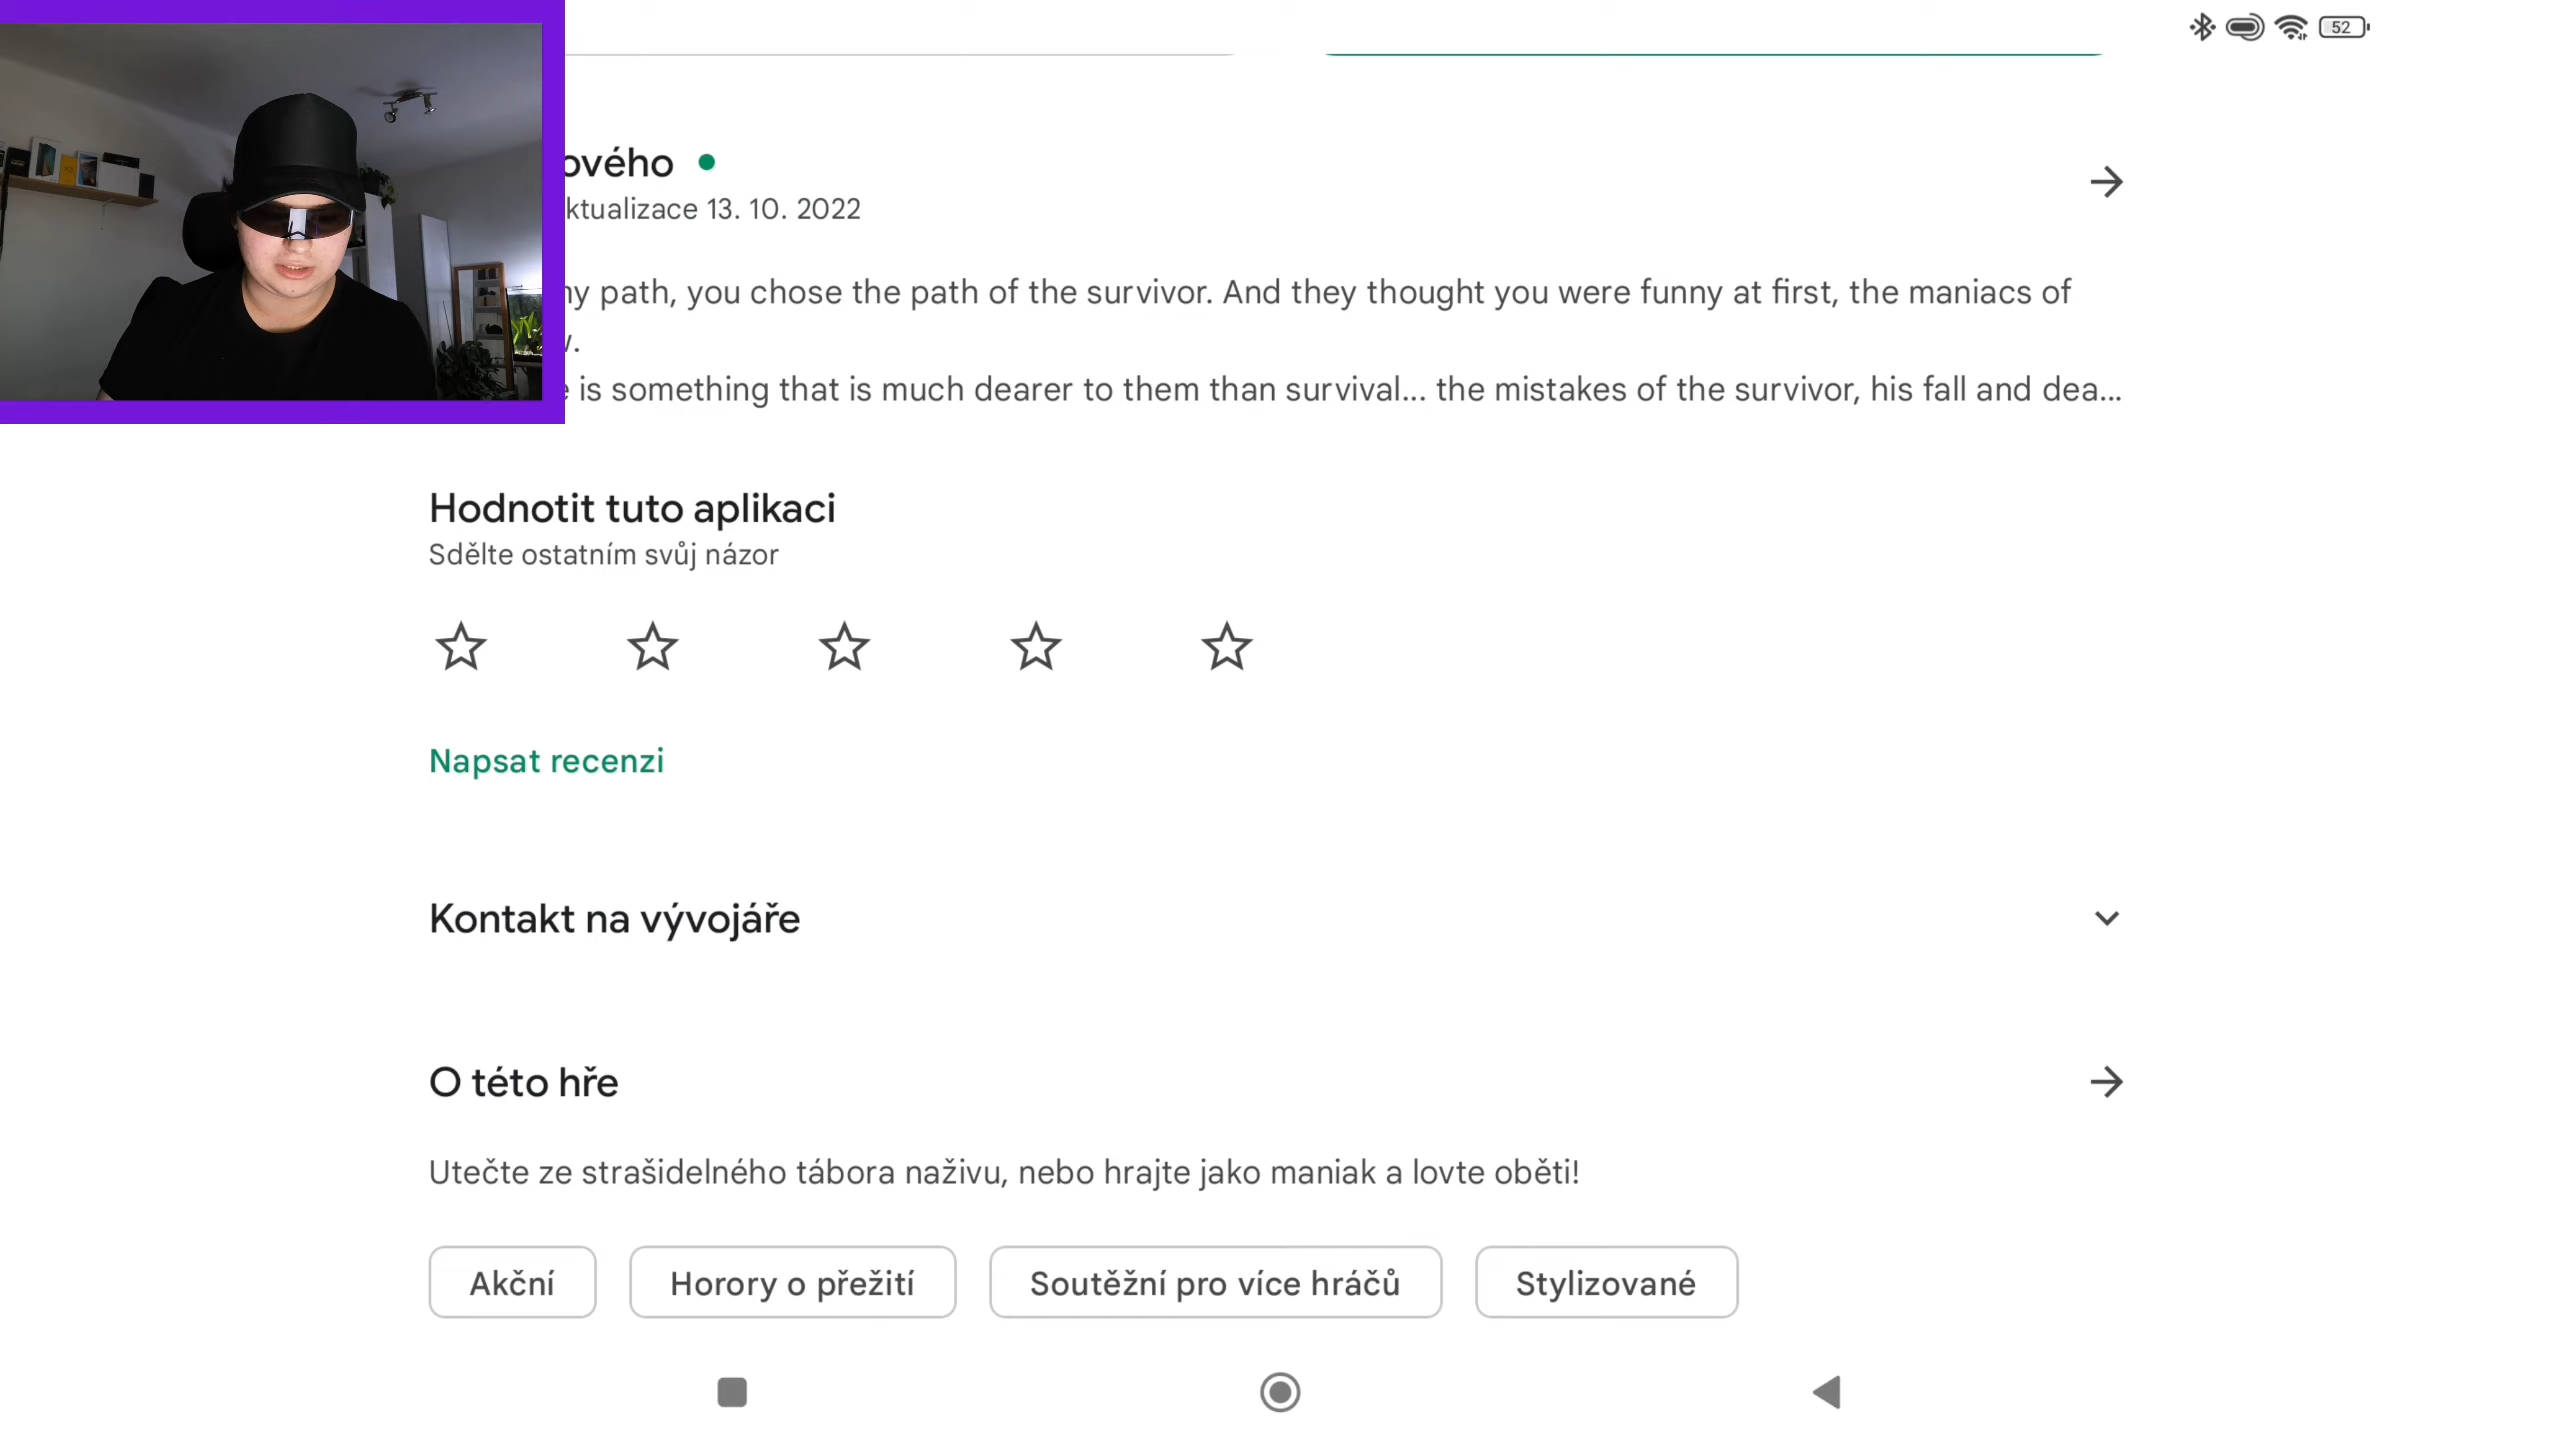 52
ového
ktualizace 13. 10. 2022
ny path, you chose the path of the survivor. And they thought you were funny at first, the maniacs of
is something that is much dearer to them than survival... the mistakes of the survivor, his fall and dea...
Hodnotit tuto aplikaci
Sdělte ostatním svůj názor
Napsat recenzi
Kontakt na vývojáře
O této hře
Utečte ze strašidelného tábora naživu, nebo hrajte jako maniak a lovte oběti!
Akční
Horory o přežití
Soutěžní pro více hráčů
Stylizované